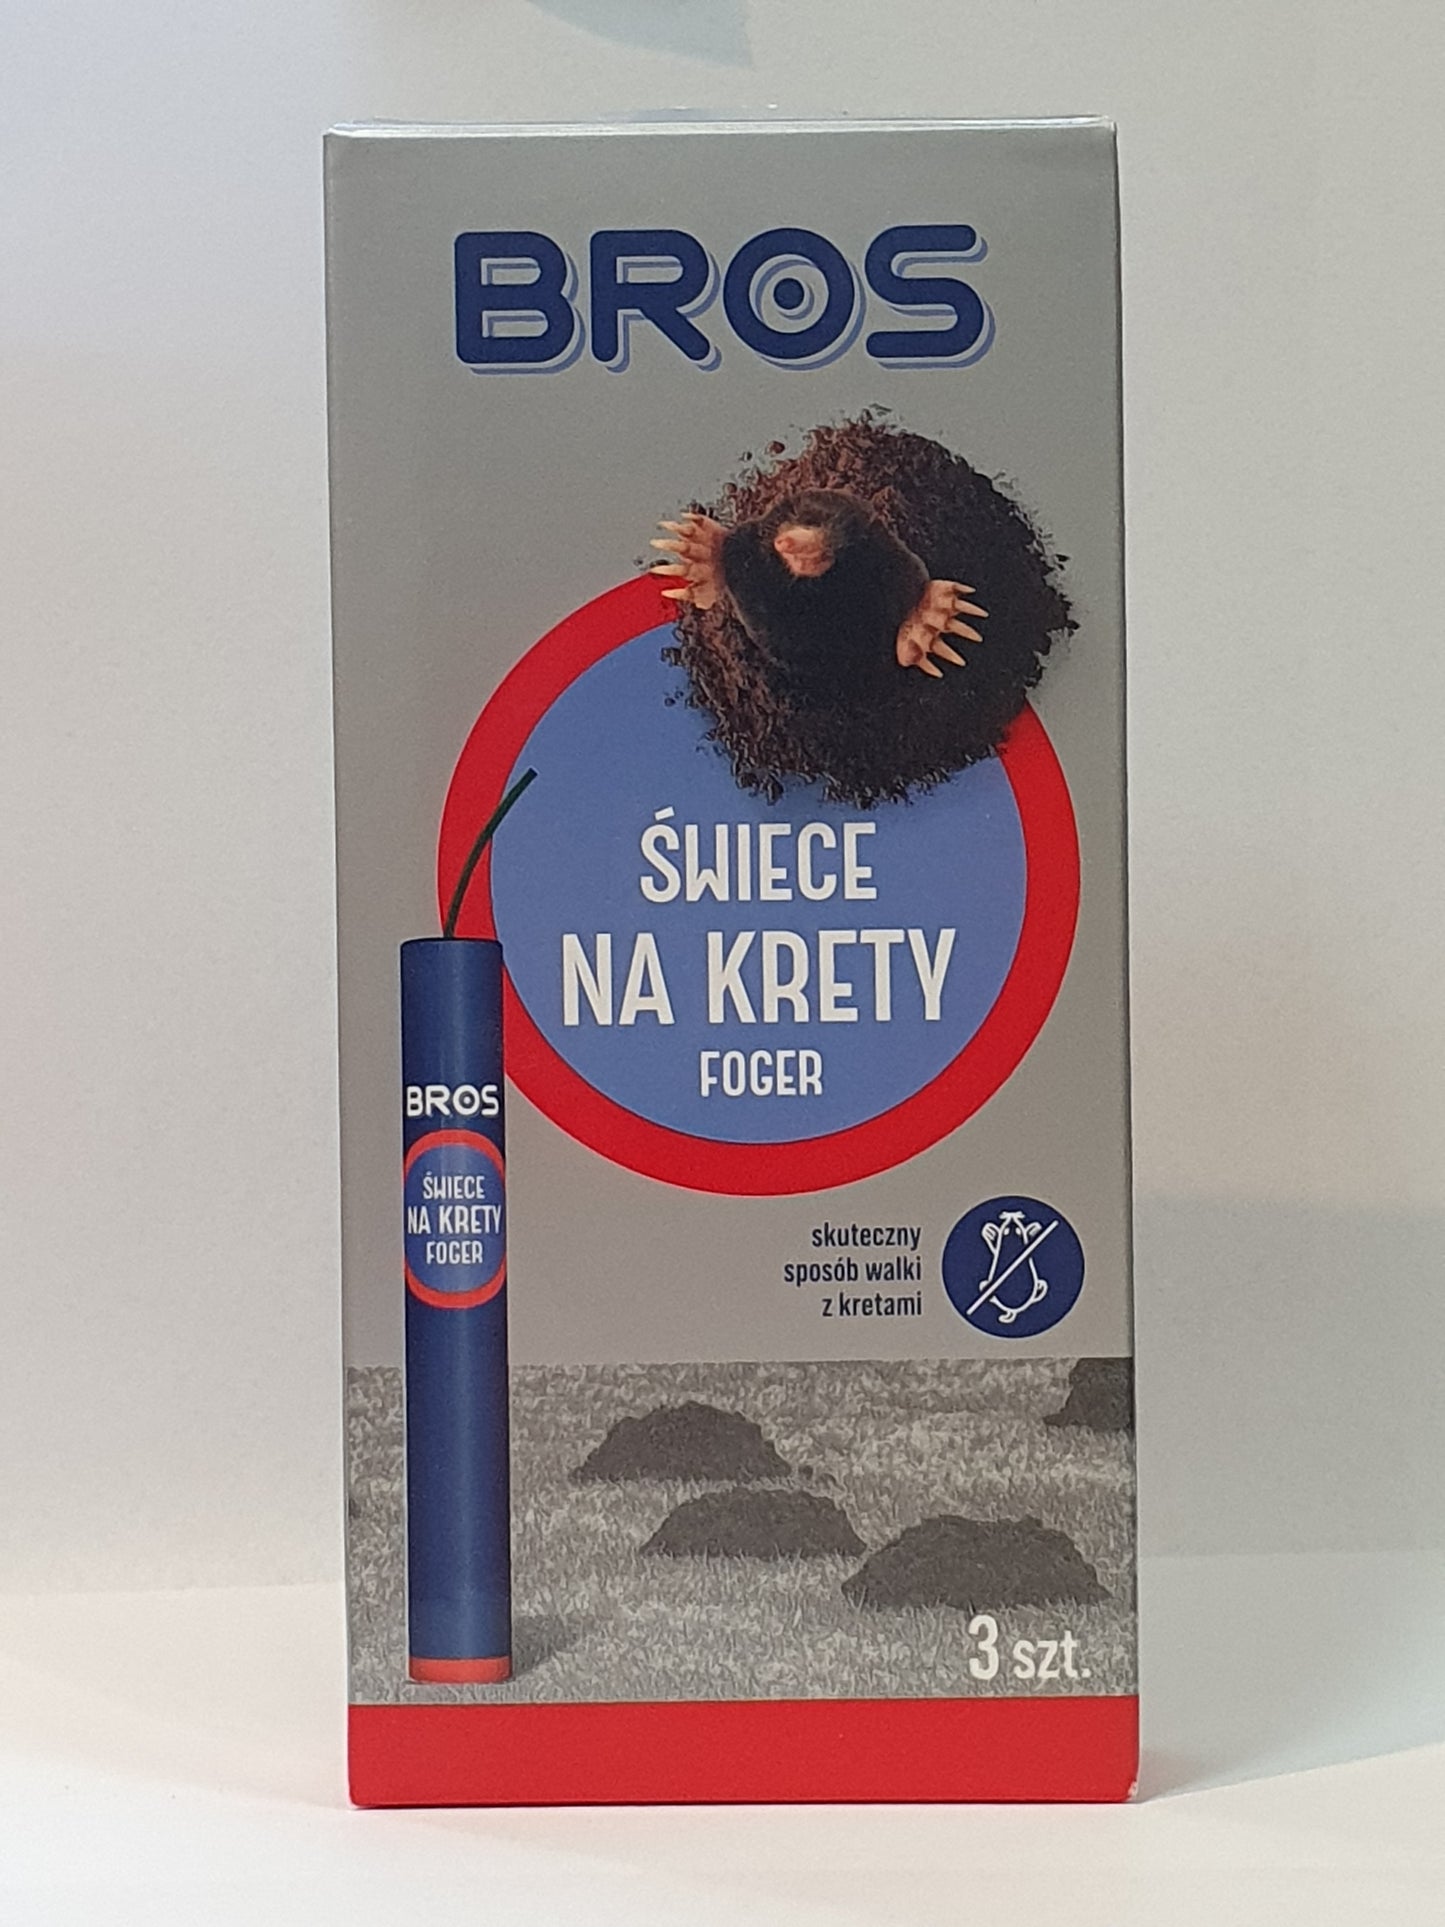 BROS
ŚWIECE
NA KRETY
FOGER
BROS
ŚWIECE
NA KRETY
FOGER
skuteczny
sposób walki
z kretami
3 szt.